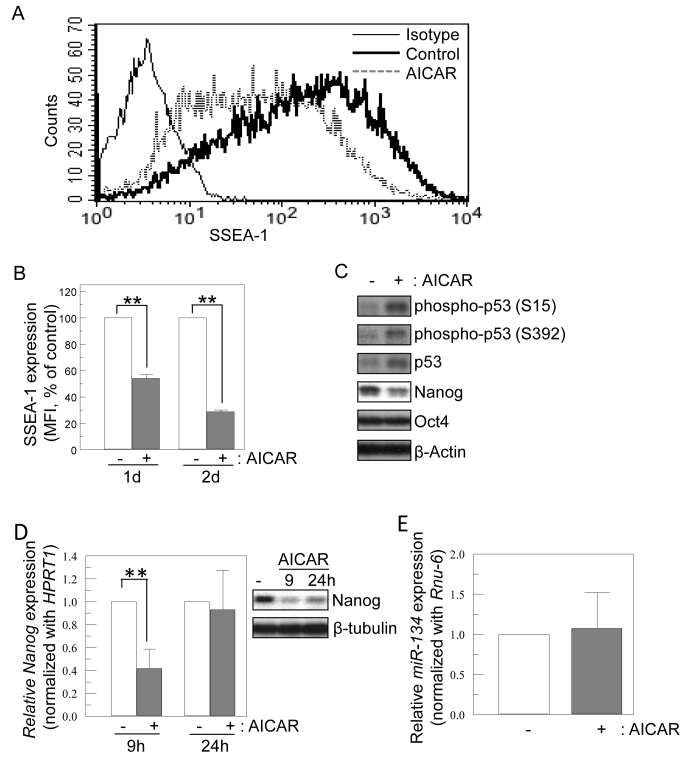 A
70
60
50
40
30
20
10
0
Counts
Isotype
Control
AICAR
10^0 10^1 10^2 10^3 10^4
SSEA-1
B
SSEA-1 expression
(MFI, % of control)
120
100
80
60
40
20
0
** **
- + - + : AICAR
1d 2d
C
- + : AICAR
phospho-p53 (S15)
phospho-p53 (S392)
p53
Nanog
Oct4
β-Actin
D
Relative Nanog expression
(normalized with HPRT1)
1.4
1.2
1.0
0.8
0.6
0.4
0.2
0.0
**
- + - + : AICAR
9h 24h
AICAR
- 9 24h
Nanog
β-tubulin
E
Relative miR-134 expression
(normalized with Rnu-6)
2.0
1.5
1.0
0.5
0.0
- + : AICAR